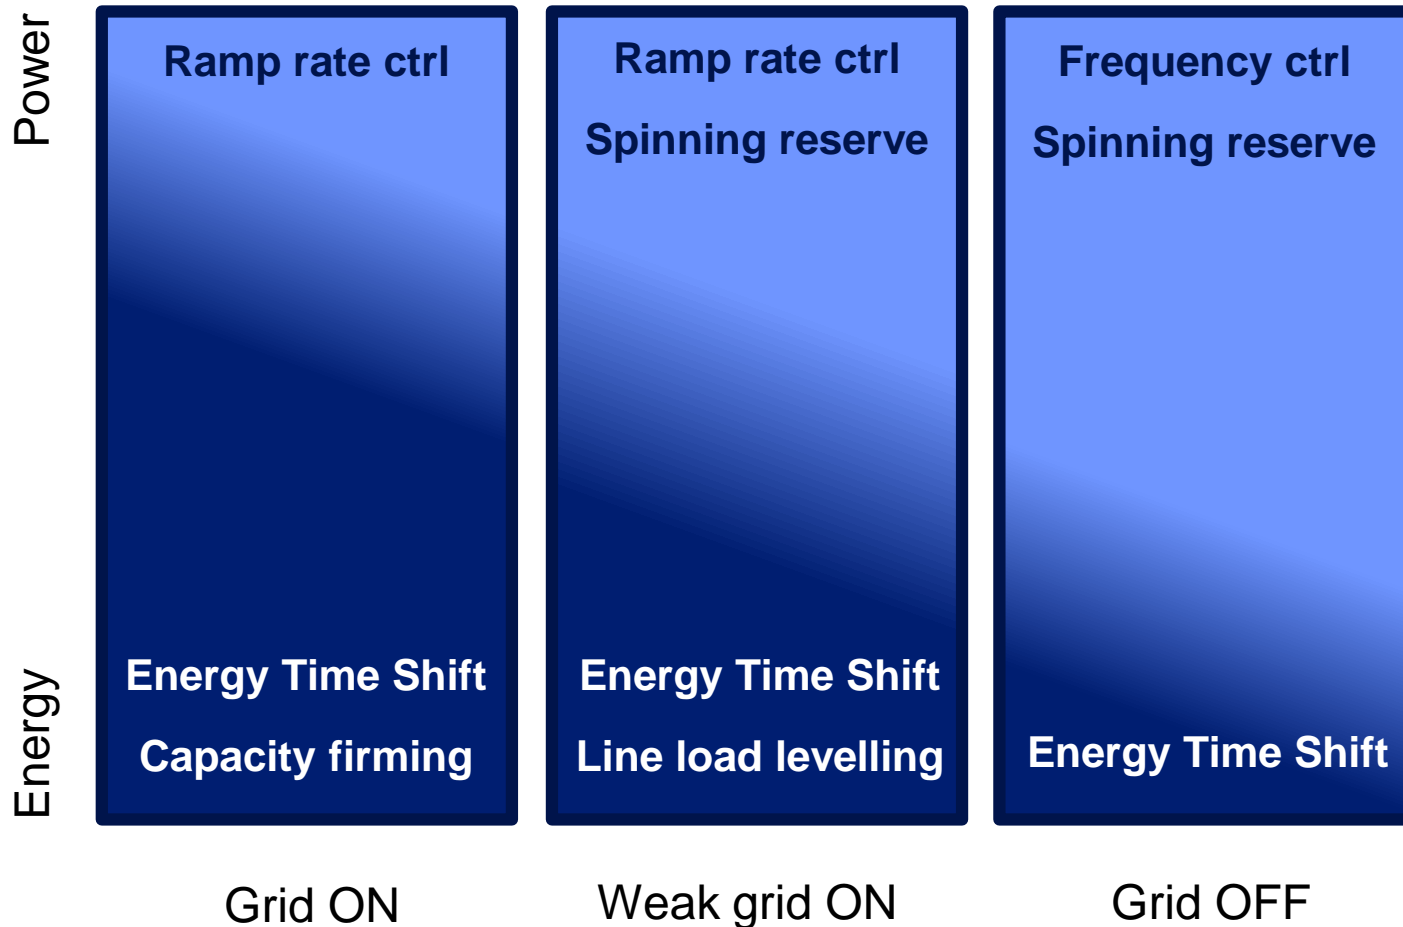 Power
Energy
Ramp rate ctrl
Energy Time Shift
Capacity firming
Grid ON
Ramp rate ctrl
Spinning reserve
Energy Time Shift
Line load levelling
Weak grid ON
Frequency ctrl
Spinning reserve
Energy Time Shift
Grid OFF